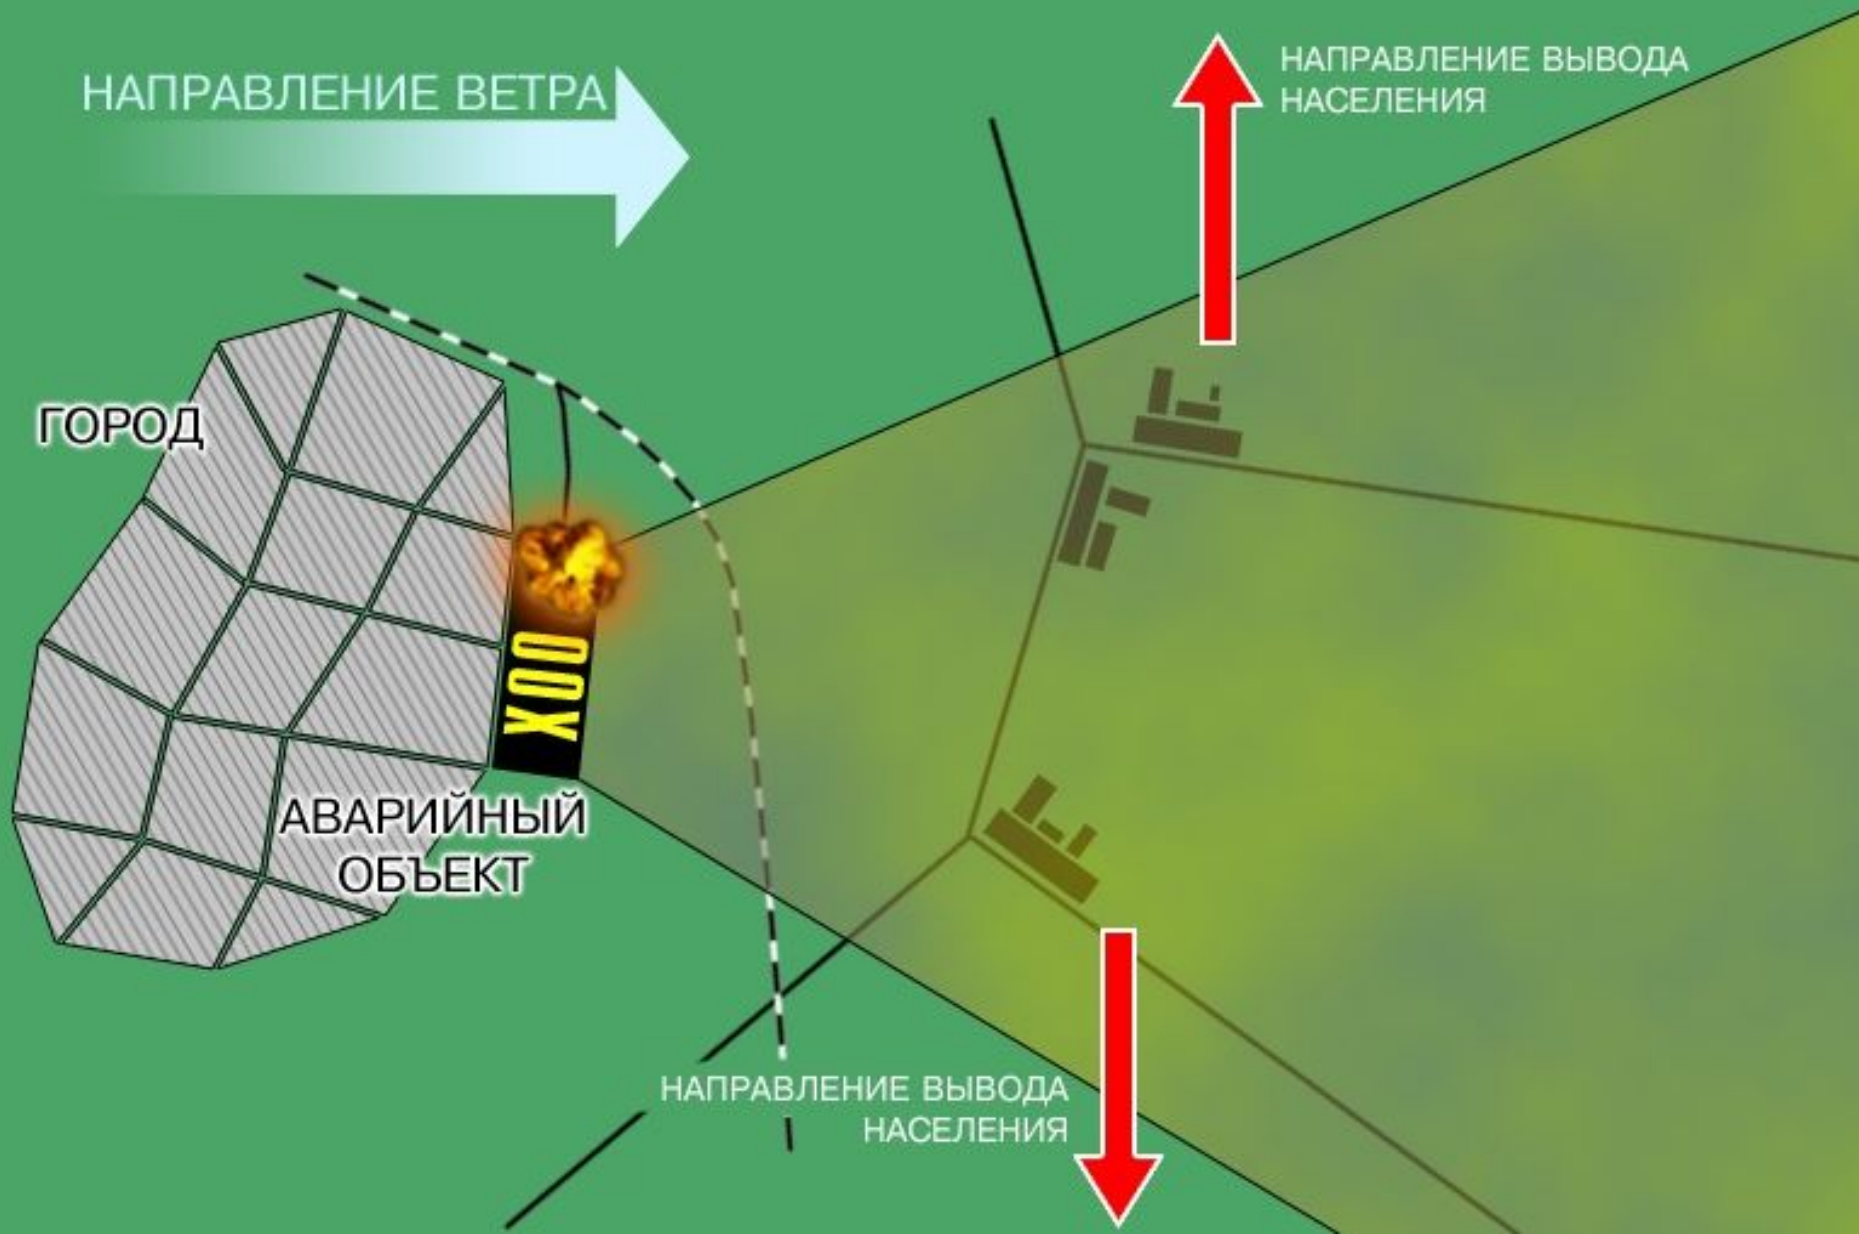 НАПРАВЛЕНИЕ ВЕТРА
НАПРАВЛЕНИЕ ВЫВОДА
НАСЕЛЕНИЯ
ГОРОД
ХОО
АВАРИЙНЫЙ
ОБЪЕКТ
НАПРАВЛЕНИЕ ВЫВОДА
НАСЕЛЕНИЯ